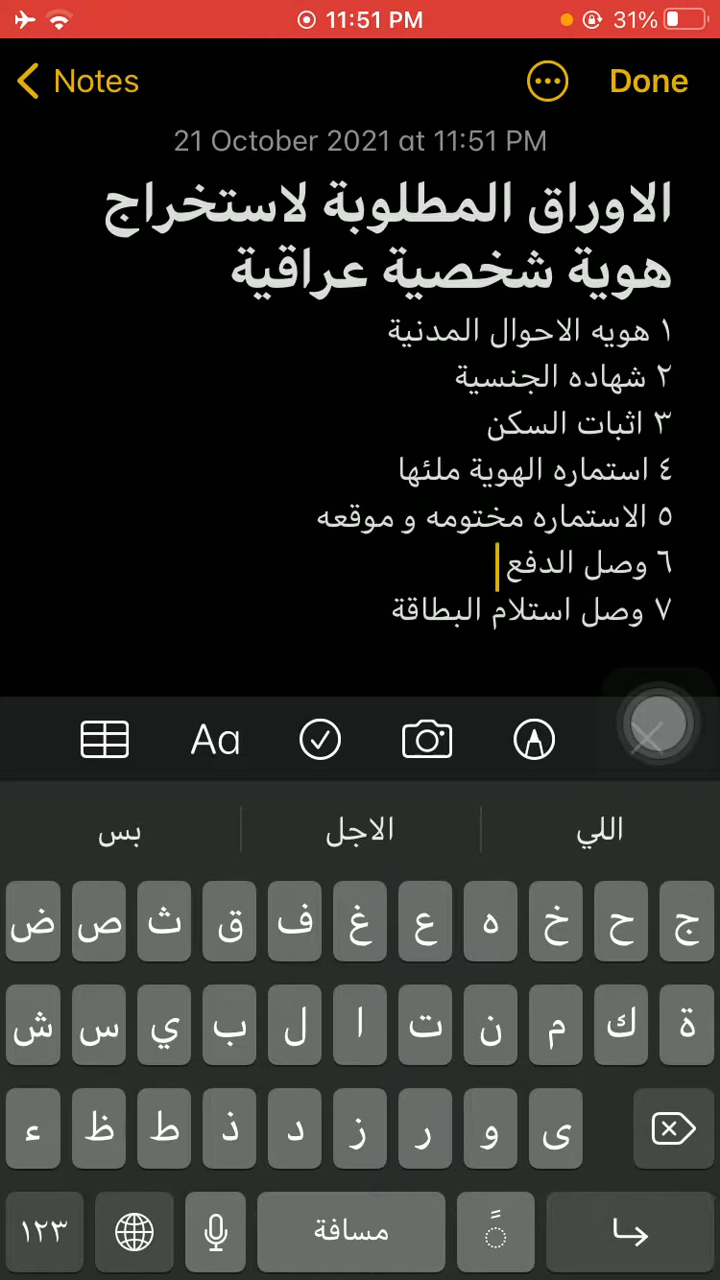 11:51 PM
31%
Notes
Done
21 October 2021 at 11:51 PM
الاوراق المطلوبة لاستخراج
هوية شخصية عراقية
١ هويه الاحوال المدنية
٢ شهاده الجنسية
٣ اثبات السكن
٤ استماره الهوية ملئها
٥ الاستماره مختومه و موقعه
٦ وصل الدفع
٧ وصل استلام البطاقة
Aa
اللي الاجل بس
ج ح خ ه ع غ ف ق ث ص ض
ة ك م ن ت ا ل ب ي س ش
ى و ر ز د ذ ط ظ ء
١٢٣ مسافة